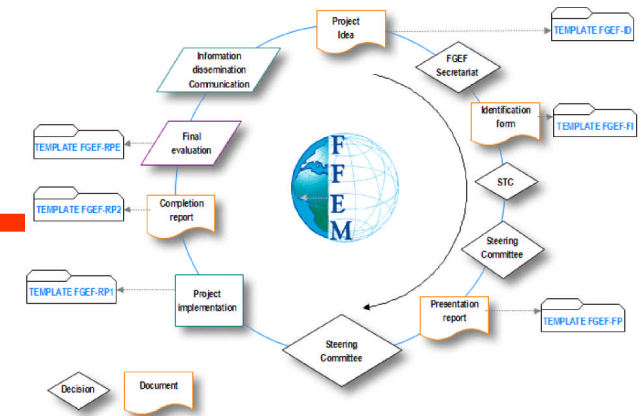 Project
Idea
TEMPLATE FGEF-ID
Information
dissemination
Communication
FGEF
Secretariat
Identification
form
TEMPLATE FGEF-FI
Final
evaluation
TEMPLATE FGEF-RPE
F
F
E
M
STC
Completion
report
TEMPLATE FGEF-RP2
Steering
Committee
Project
implementation
TEMPLATE FGEF-RP1
Presentation
report
TEMPLATE FGEF-FP
Steering
Committee
Decision
Document